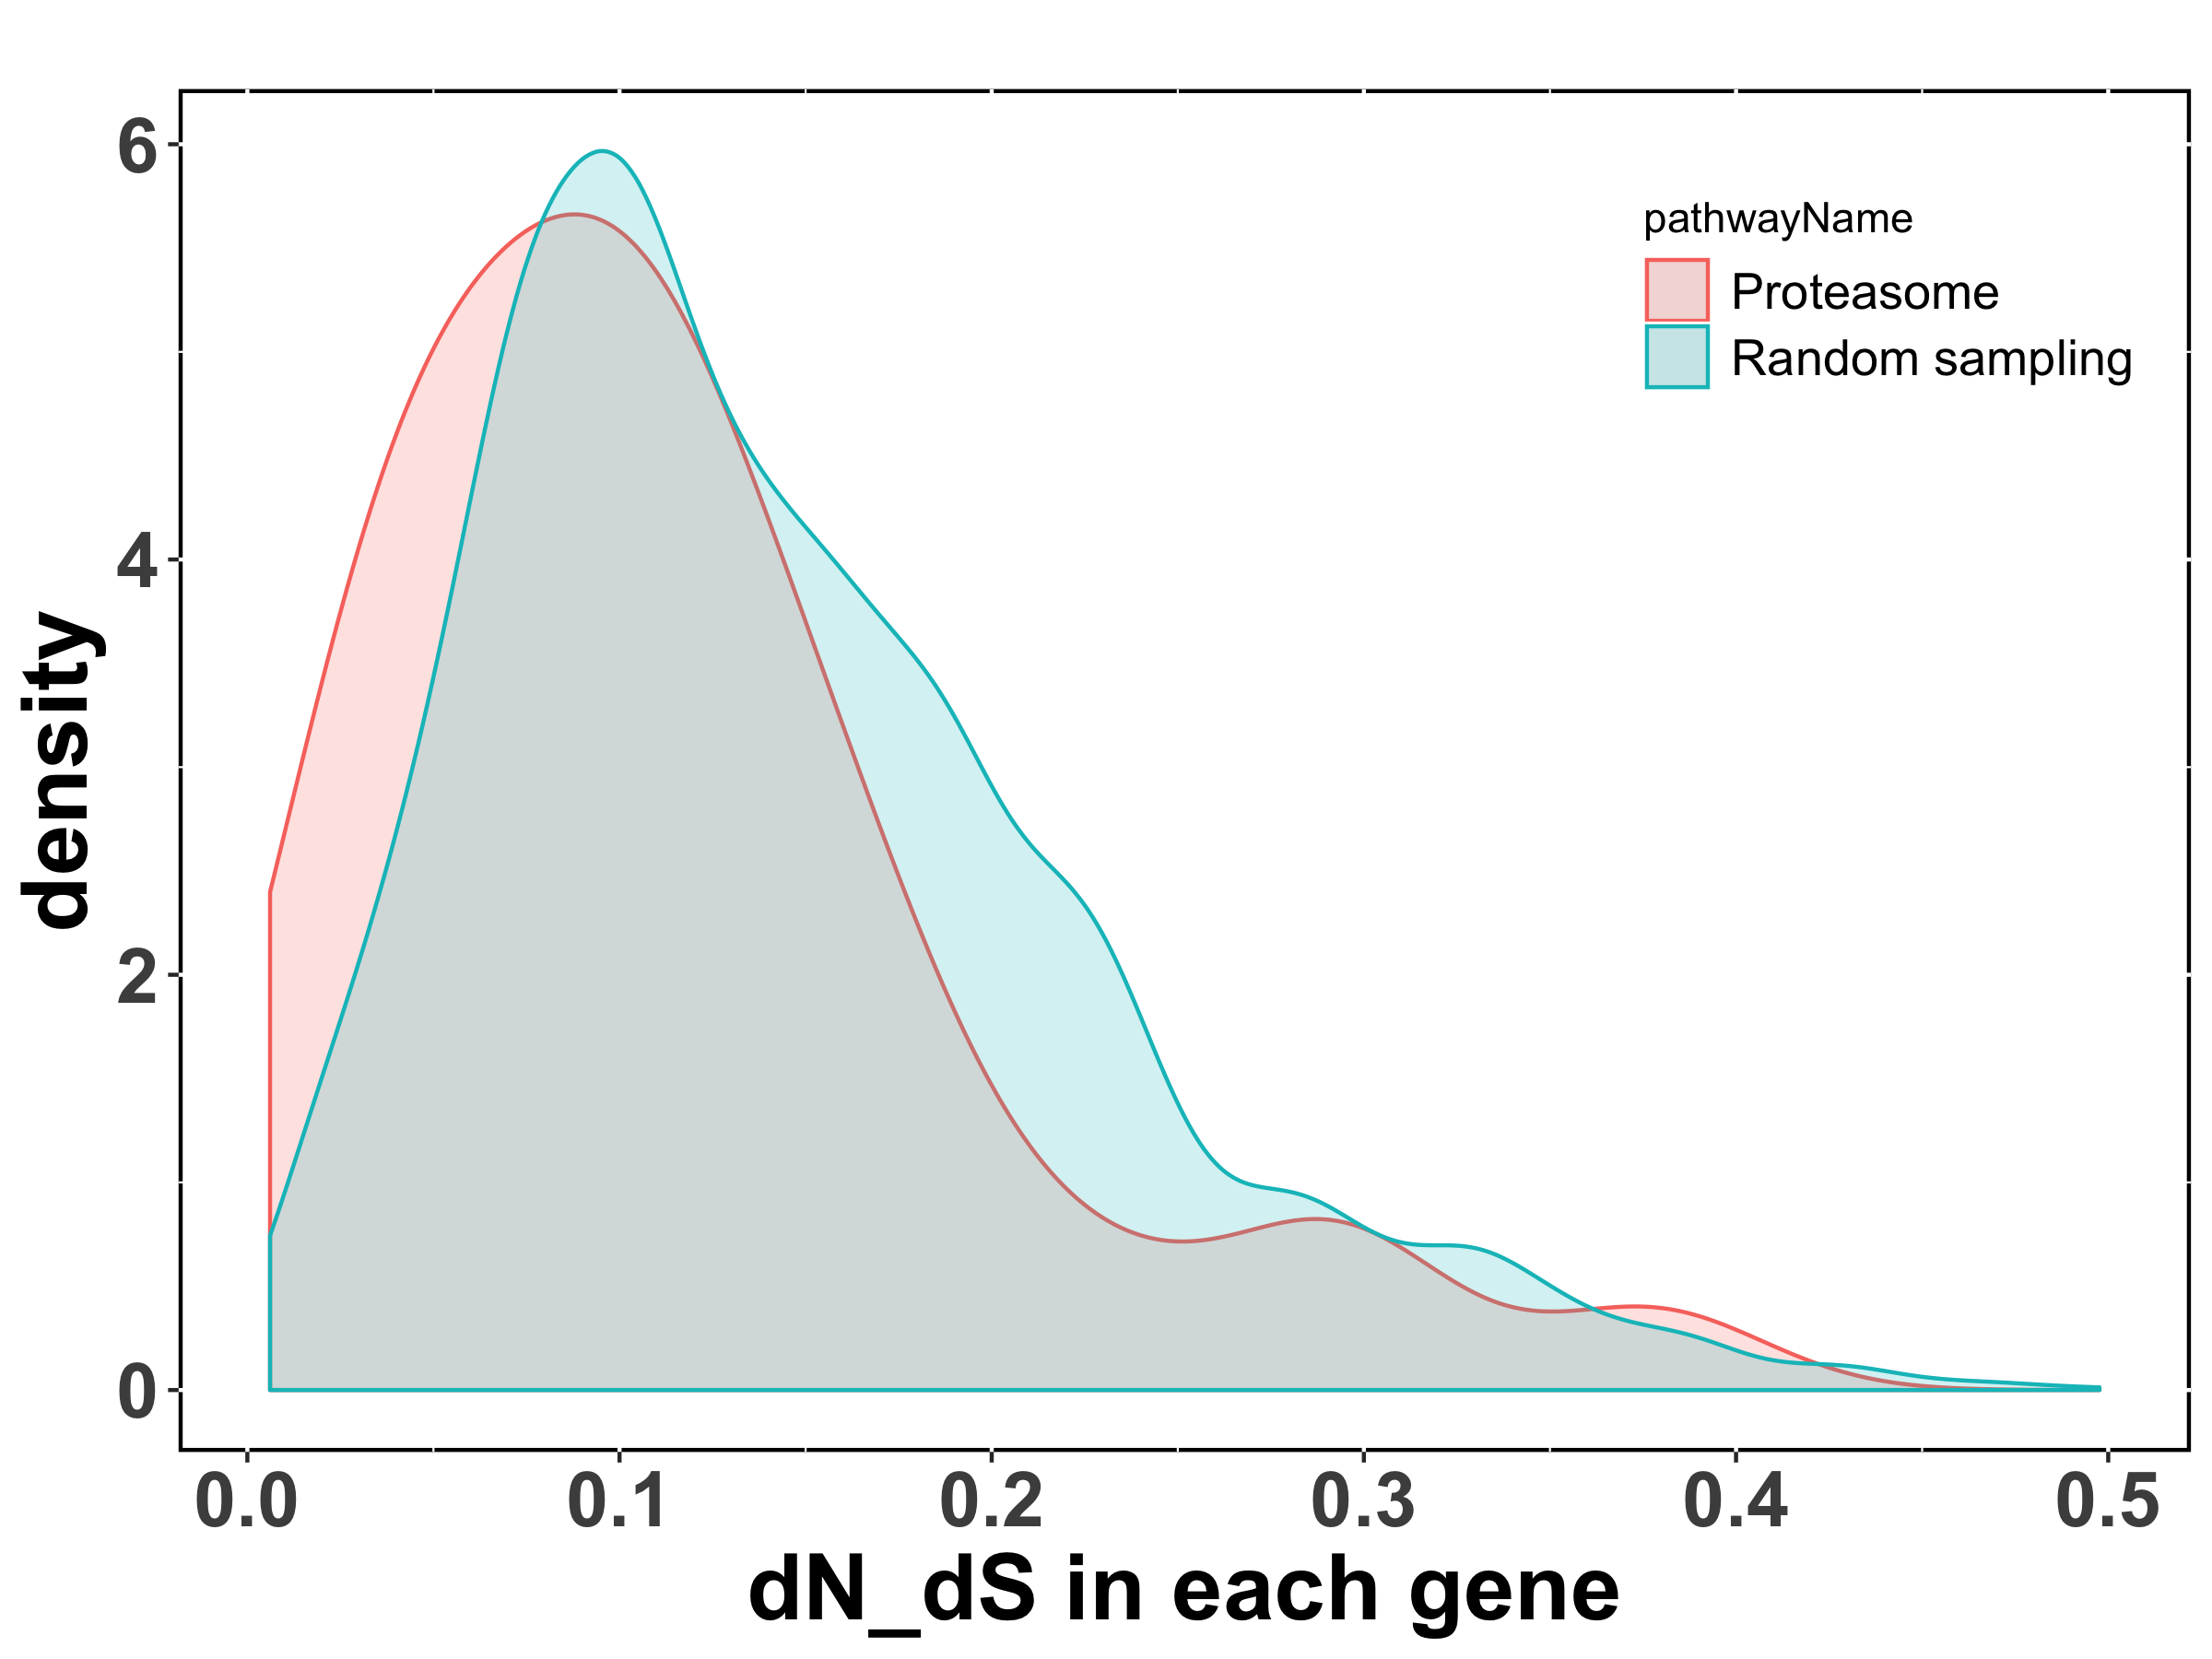 pathwayName
Proteasome
Random sampling
density
6
4
2
0
0.0 0.1 0.2 0.3 0.4 0.5
dN_dS in each gene